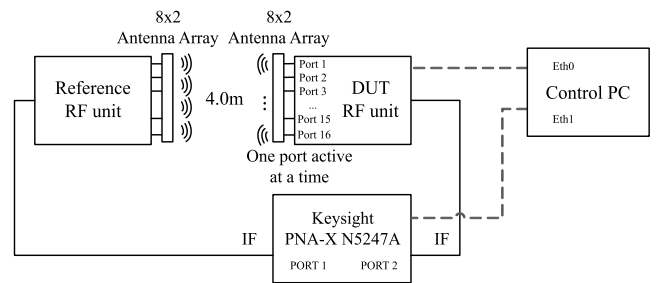 8x2
Antenna Array
8x2
Antenna Array
Reference
RF unit
4.0m
Port 1
Port 2
Port 3
...
Port 15
Port 16
DUT
RF unit
Eth0
Control PC
Eth1
One port active
at a time
IF
Keysight
PNA-X N5247A
IF
PORT 1
PORT 2